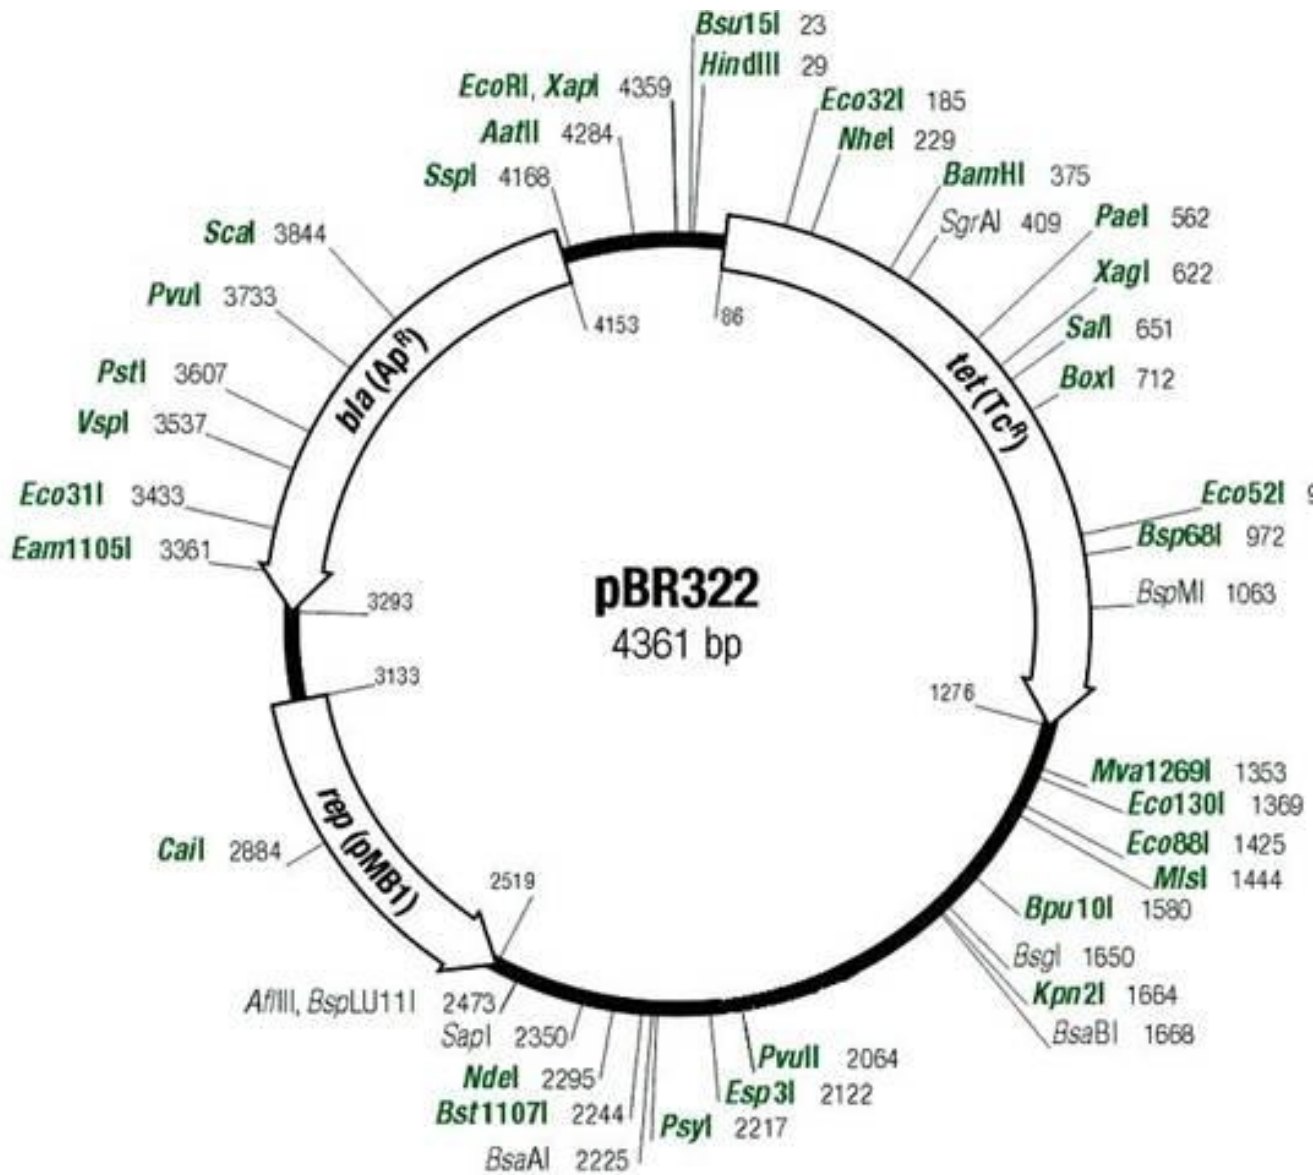 BsuI5I 23
HindIII 29
EcoRI, XapI 4359
Eco32I 185
AatII 4284
NheI 229
SspI 4168
BamHI 375
SgrAI 409
PaeI 562
ScaI 3844
XagI 622
PvuI 3733
SalI 651
4153
86
PstI 3607
BoxI 712
VspI 3537
bla (ApR)
tet (TcR)
Eco31I 3433
Eco52I 9
Bsp68I 972
Eam1105I 3361
BspMI 1063
pBR322
4361 bp
3293
3133
1276
Mva1269I 1353
Eco130I 1369
Eco88I 1425
MlsI 1444
CaiI 2884
rep (pMB1)
2519
Bpu10I 1580
BsgI 1650
Kpn2I 1664
BsaBI 1668
AflIII, BspLU11I 2473
SapI 2350
PvuII 2064
NdeI 2295
Esp3I 2122
Bst1107I 2244
PsyI 2217
BsaAI 2225